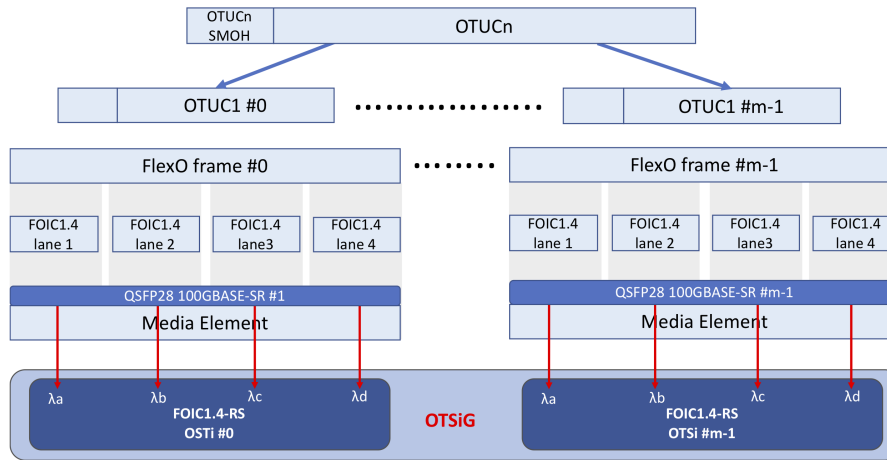 OTUCn
SMOH
OTUCn
OTUC1 #0
OTUC1 #m-1
FlexO frame #0
FlexO frame #m-1
FOIC1.4
lane 1
FOIC1.4
lane 2
FOIC1.4
lane3
FOIC1.4
lane 4
FOIC1.4
lane 1
FOIC1.4
lane 2
FOIC1.4
lane3
FOIC1.4
lane 4
QSFP28 100GBASE-SR #1
QSFP28 100GBASE-SR #m-1
Media Element
Media Element
λa
λb
λc
λd
FOIC1.4-RS
OSTi #0
OTSiG
λa
λb
λc
λd
FOIC1.4-RS
OTSi #m-1